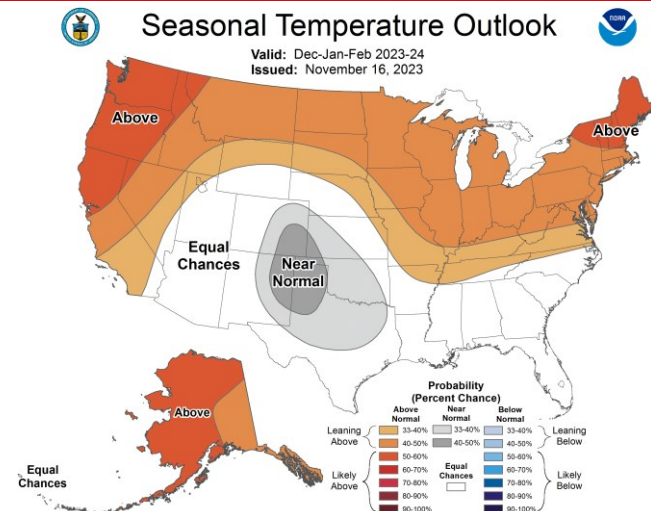 NOAA
Seasonal Temperature Outlook
Valid: Dec-Jan-Feb 2023-24
Issued: November 16, 2023
Above
Above
Equal
Chances
Near
Normal
Above
Equal
Chances
Probability
(Percent Chance)
Above
Normal
Near
Normal
Below
Normal
Leaning
Above
33-40%
33-40%
33-40%
Leaning
Below
40-50%
40-50%
40-50%
Likely
Above
50-60%
Equal
Chances
50-60%
Likely
Below
60-70%
60-70%
70-80%
70-80%
80-90%
80-90%
90-100%
90-100%